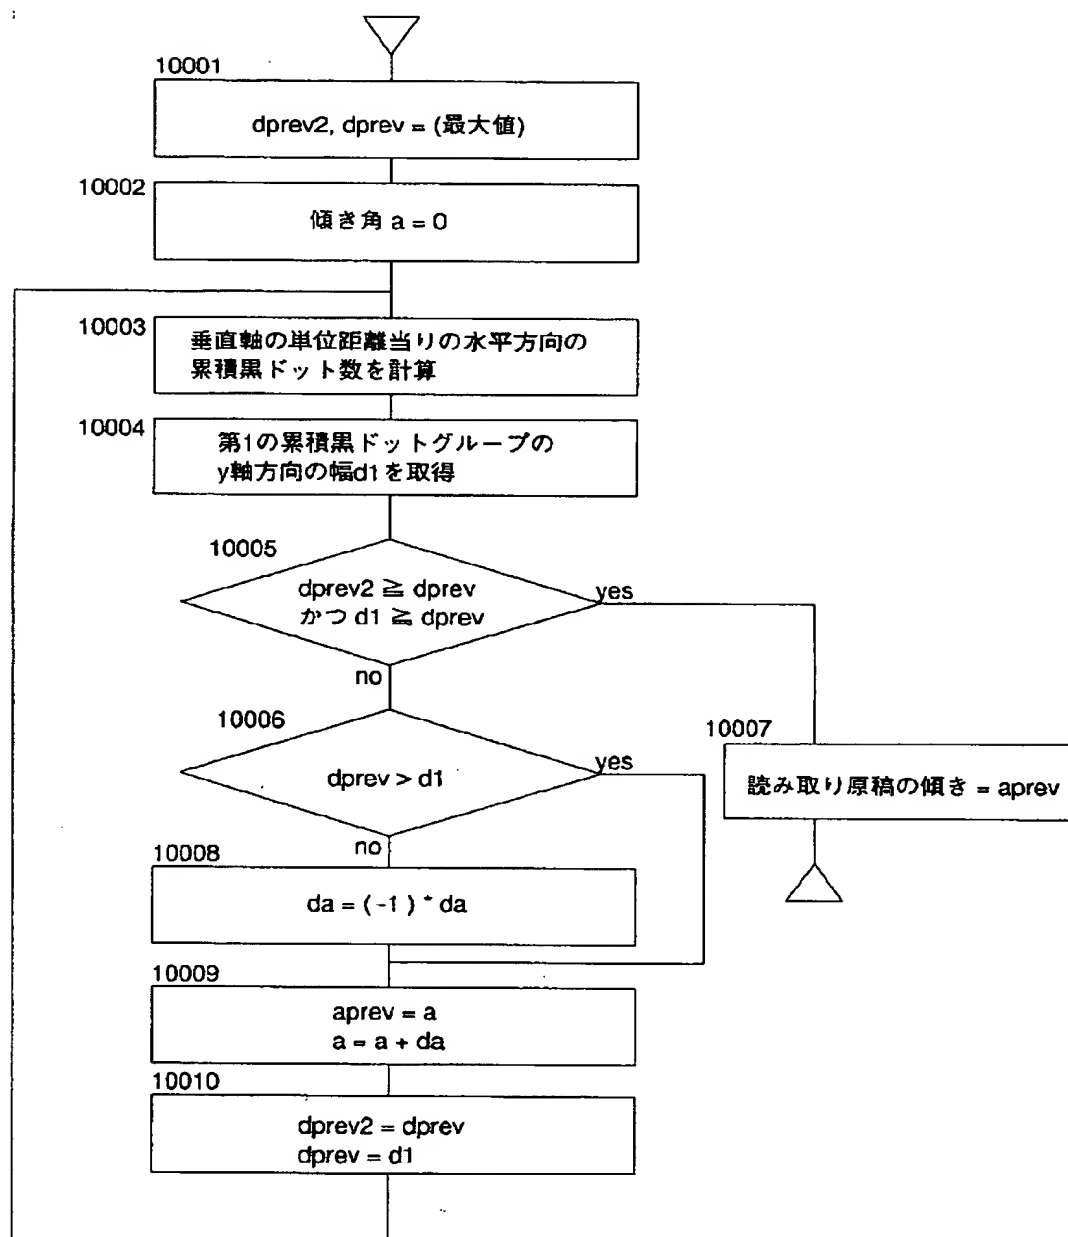 10001
dprev2, dprev = (最大値)
10002
傾き角 a = 0
10003
垂直軸の単位距離当りの水平方向の
累積黒ドット数を計算
10004
第1の累積黒ドットグループの
y軸方向の幅d1を取得
10005
dprev2 ≧ dprev
かつ d1 ≧ dprev
yes
no
10006
dprev > d1
yes
no
10007
読み取り原稿の傾き = aprev
10008
da = ( -1 ) * da
10009
aprev = a
a = a + da
10010
dprev2 = dprev
dprev = d1